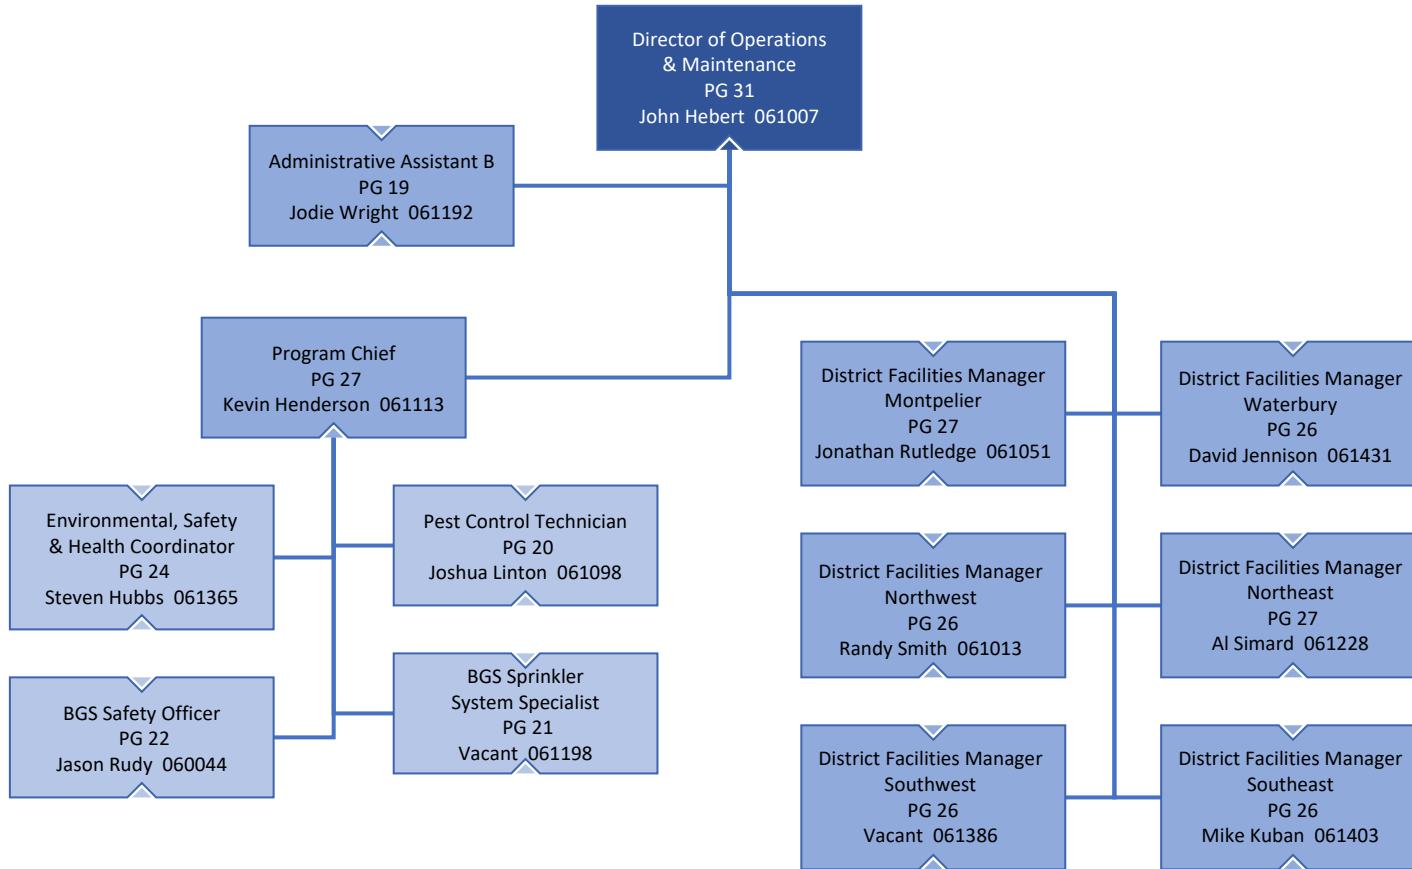 Director of Operations
& Maintenance
PG 31
John Hebert 061007
Administrative Assistant B
PG 19
Jodie Wright 061192
Program Chief
PG 27
Kevin Henderson 061113
Environmental, Safety
& Health Coordinator
PG 24
Steven Hubbs 061365
Pest Control Technician
PG 20
Joshua Linton 061098
BGS Safety Officer
PG 22
Jason Rudy 060044
BGS Sprinkler
System Specialist
PG 21
Vacant 061198
District Facilities Manager
Montpelier
PG 27
Jonathan Rutledge 061051
District Facilities Manager
Waterbury
PG 26
David Jennison 061431
District Facilities Manager
Northwest
PG 26
Randy Smith 061013
District Facilities Manager
Northeast
PG 27
Al Simard 061228
District Facilities Manager
Southwest
PG 26
Vacant 061386
District Facilities Manager
Southeast
PG 26
Mike Kuban 061403